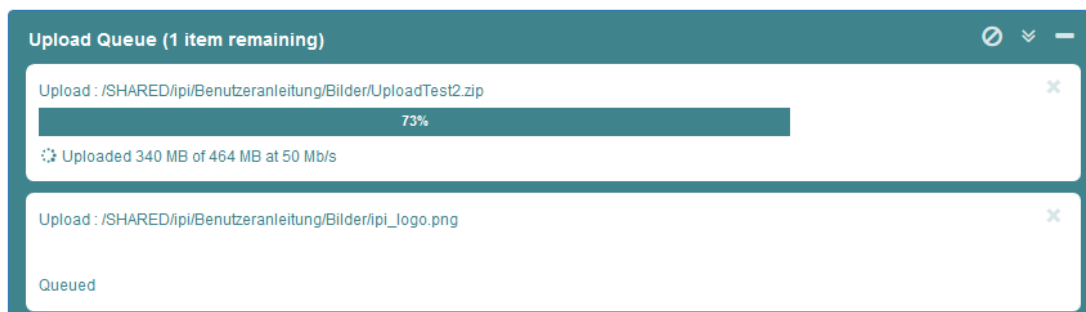 Upload Queue (1 item remaining)
Upload : /SHARED/ipi/Benutzeranleitung/Bilder/UploadTest2.zip
73%
Uploaded 340 MB of 464 MB at 50 Mb/s
Upload : /SHARED/ipi/Benutzeranleitung/Bilder/ipi_logo.png
Queued